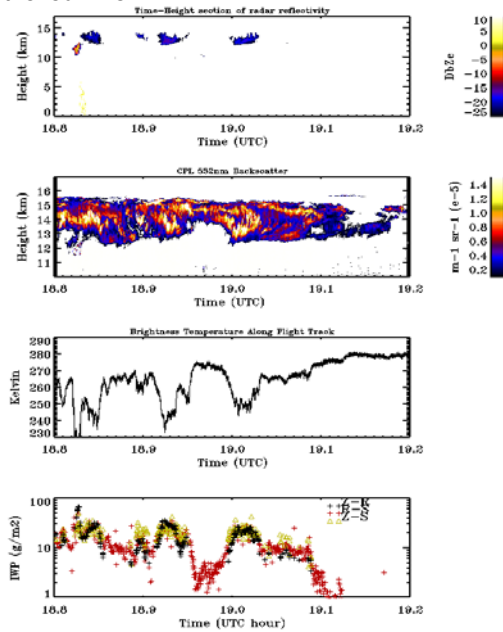 Time-Height section of radar reflectivity
15
10
5
0
Height (km)
18.8 18.9 19.0 19.1 19.2
Time (UTC)
10
5
0
-5
-10
-15
-20
-25
DbZe
CPL 532nm Backscatter
16
15
14
13
12
11
Height (km)
18.8 18.9 19.0 19.1 19.2
Time (UTC)
1.4
1.2
1.0
0.8
0.6
0.4
0.2
m-1 sr-1 (e-5)
Brightness Temperature Along Flight Track
290
280
270
260
250
240
230
Kelvin
18.8 18.9 19.0 19.1 19.2
Time (UTC)
100
10
1
IWP (g/m2)
Z-S
18.8 18.9 19.0 19.1 19.2
Time (UTC hour)